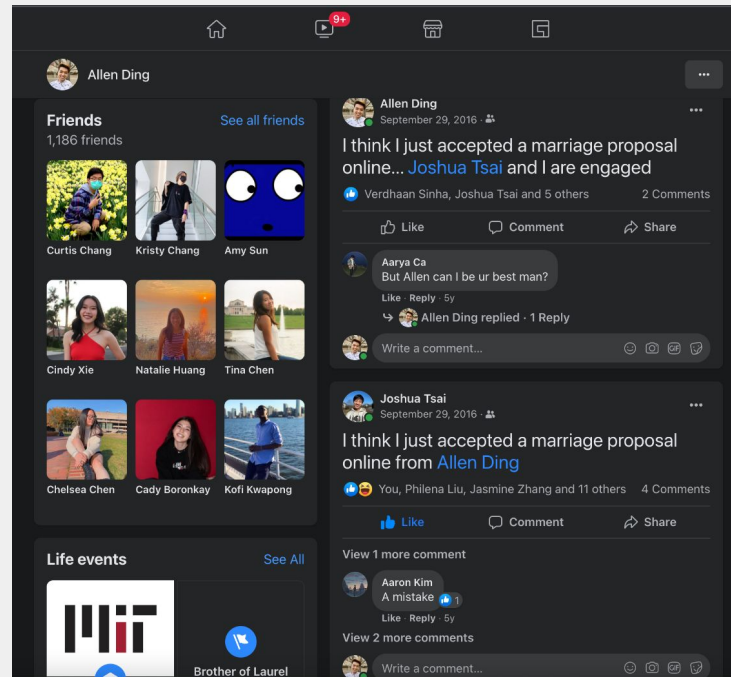 9+
Allen Ding
...
Friends
See all friends
1,186 friends
Curtis Chang
Kristy Chang
Amy Sun
Cindy Xie
Natalie Huang
Tina Chen
Chelsea Chen
Cady Boronkay
Kofi Kwapong
Life events
See All
MIT
Brother of Laurel
Allen Ding
September 29, 2016 ·
...
I think I just accepted a marriage proposal
online... Joshua Tsai and I are engaged
Verdhaan Sinha, Joshua Tsai and 5 others
2 Comments
Like
Comment
Share
Aarya Ca
But Allen can I be ur best man?
Like · Reply · 5y
Allen Ding replied · 1 Reply
Write a comment...
GIF
Joshua Tsai
September 29, 2016 ·
...
I think I just accepted a marriage proposal
online from Allen Ding
You, Philena Liu, Jasmine Zhang and 11 others
4 Comments
Like
Comment
Share
View 1 more comment
Aaron Kim
A mistake
1
Like · Reply · 5y
View 2 more comments
Write a comment...
GIF